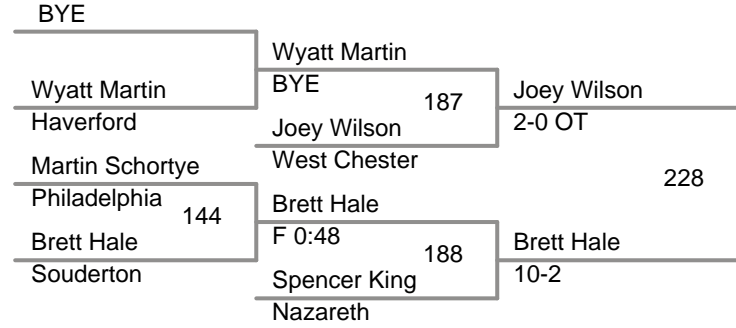 BYE
Wyatt Martin
Wyatt Martin
BYE
187
Joey Wilson
Haverford
Joey Wilson
2-0 OT
Martin Schortye
West Chester
228
Philadelphia
144
Brett Hale
Brett Hale
F 0:48
188
Brett Hale
Souderton
Spencer King
10-2
Nazareth